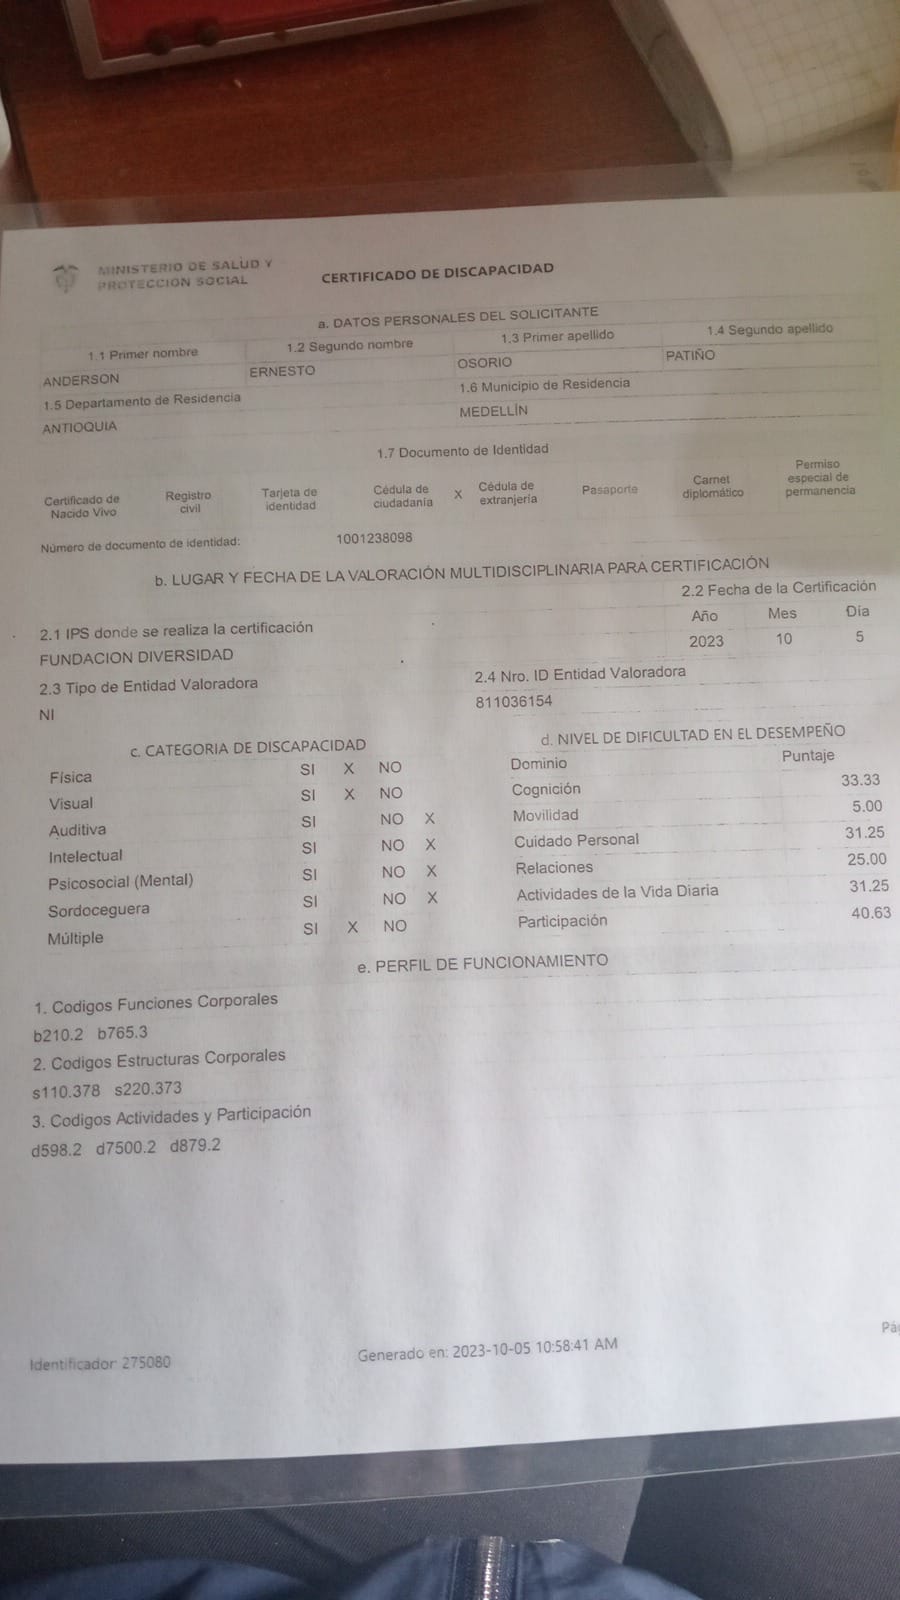 MINISTERIO DE SALUD Y
PROTECCIÓN SOCIAL
CERTIFICADO DE DISCAPACIDAD
a. DATOS PERSONALES DEL SOLICITANTE
1.1 Primer nombre 1.2 Segundo nombre 1.3 Primer apellido 1.4 Segundo apellido
ANDERSON ERNESTO OSORIO PATIÑO
1.5 Departamento de Residencia 1.6 Municipio de Residencia
ANTIOQUIA MEDELLÍN
1.7 Documento de Identidad
Certificado de Nacido Vivo Registro civil Tarjeta de identidad Cédula de ciudadanía X Cédula de extranjería Pasaporte Carnet diplomático Permiso especial de permanencia
Número de documento de identidad: 1001238098
b. LUGAR Y FECHA DE LA VALORACIÓN MULTIDISCIPLINARIA PARA CERTIFICACIÓN
2.1 IPS donde se realiza la certificación 2.2 Fecha de la Certificación
Año Mes Día
FUNDACION DIVERSIDAD 2023 10 5
2.3 Tipo de Entidad Valoradora 2.4 Nro. ID Entidad Valoradora
NI 811036154
c. CATEGORIA DE DISCAPACIDAD
Física SI X NO
Visual SI X NO
Auditiva SI NO X
Intelectual SI NO X
Psicosocial (Mental) SI NO X
Sordoceguera SI NO X
Múltiple SI X NO
d. NIVEL DE DIFICULTAD EN EL DESEMPEÑO
Dominio Puntaje
Cognición 33.33
Movilidad 5.00
Cuidado Personal 31.25
Relaciones 25.00
Actividades de la Vida Diaria 31.25
Participación 40.63
e. PERFIL DE FUNCIONAMIENTO
1. Codigos Funciones Corporales
b210.2 b765.3
2. Codigos Estructuras Corporales
s110.378 s220.373
3. Codigos Actividades y Participación
d598.2 d7500.2 d879.2
Identificador: 275080 Generado en: 2023-10-05 10:58:41 AM Pág